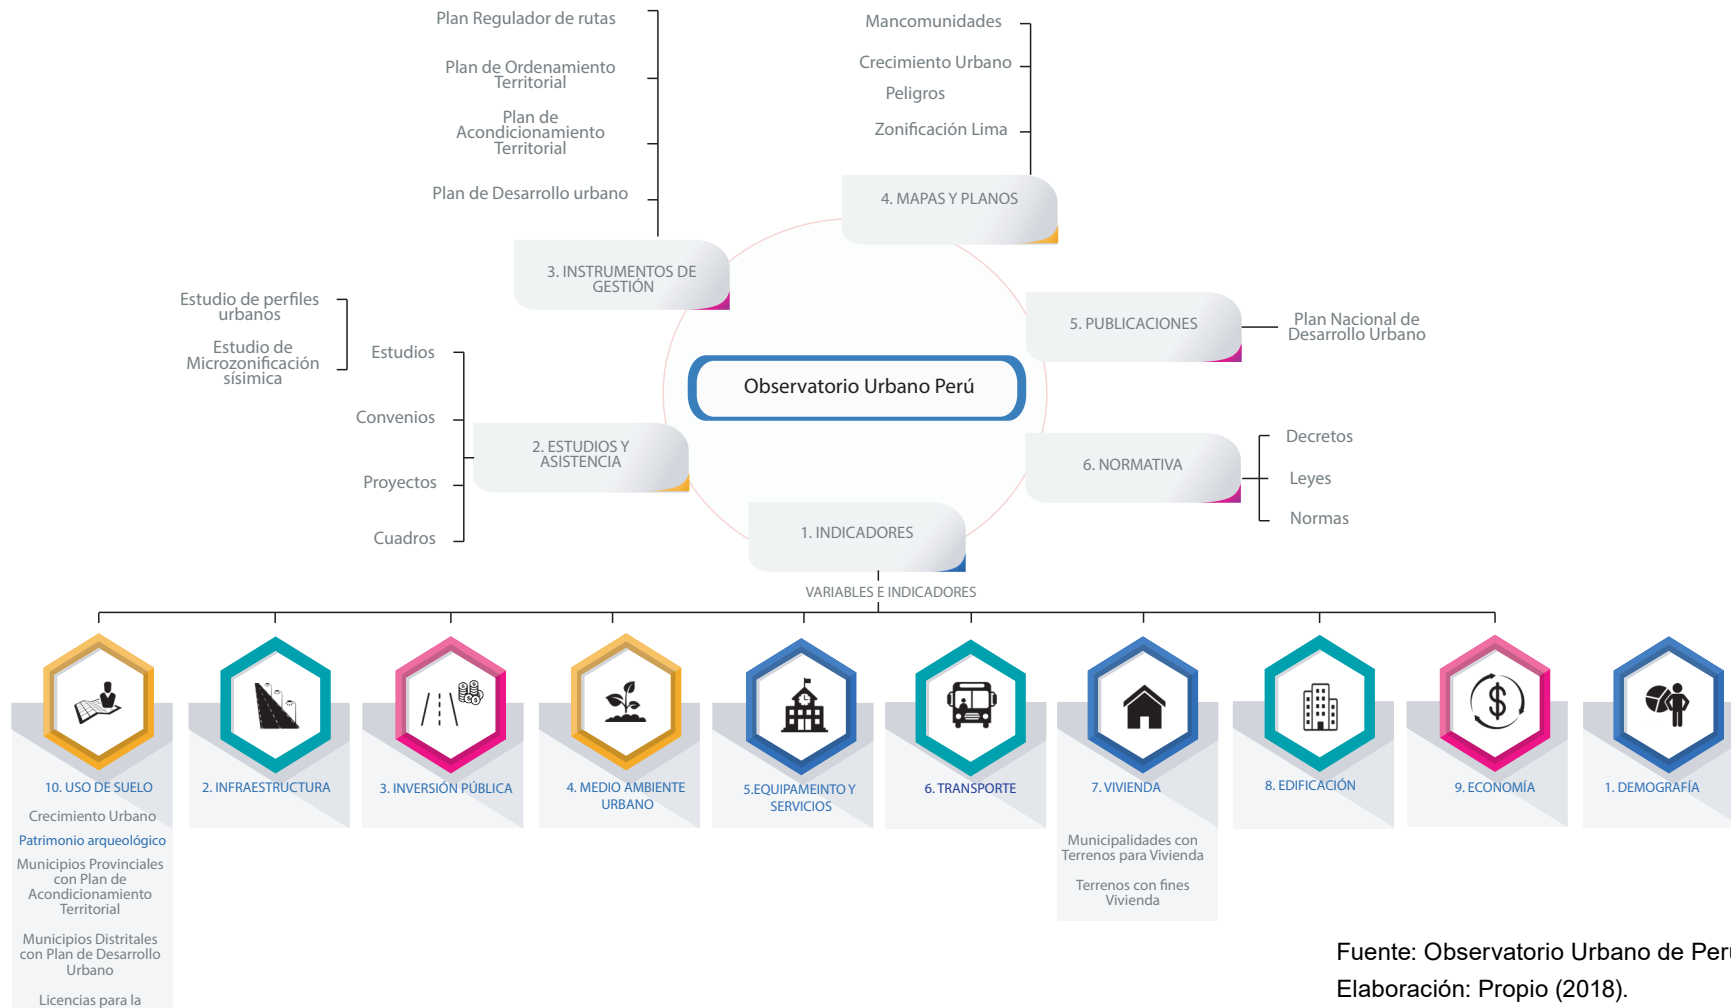 Plan Regulador de rutas
Plan de Ordenamiento
Territorial
Plan de
Acondicionamiento
Territorial
Plan de Desarrollo urbano
3. INSTRUMENTOS DE
GESTIÓN
Mancomunidades
Crecimiento Urbano
Peligros
Zonificación Lima
4. MAPAS Y PLANOS
Estudio de perfiles
urbanos
Estudio de
Microzonificación
sísimica
Estudios
Convenios
Proyectos
Cuadros
2. ESTUDIOS Y
ASISTENCIA
Observatorio Urbano Perú
5. PUBLICACIONES
Plan Nacional de
Desarrollo Urbano
6. NORMATIVA
Decretos
Leyes
Normas
1. INDICADORES
VARIABLES E INDICADORES
10. USO DE SUELO
Crecimiento Urbano
Patrimonio arqueológico
Municipios Provinciales
con Plan de
Acondicionamiento
Territorial
Municipios Distritales
con Plan de Desarrollo
Urbano
Licencias para la
2. INFRAESTRUCTURA
3. INVERSIÓN PÚBLICA
4. MEDIO AMBIENTE
URBANO
5.EQUIPAMEINTO Y
SERVICIOS
6. TRANSPORTE
7. VIVIENDA
Municipalidades con
Terrenos para Vivienda
Terrenos con fines
Vivienda
8. EDIFICACIÓN
9. ECONOMÍA
1. DEMOGRAFÍA
Fuente: Observatorio Urbano de Perú
Elaboración: Propio (2018).